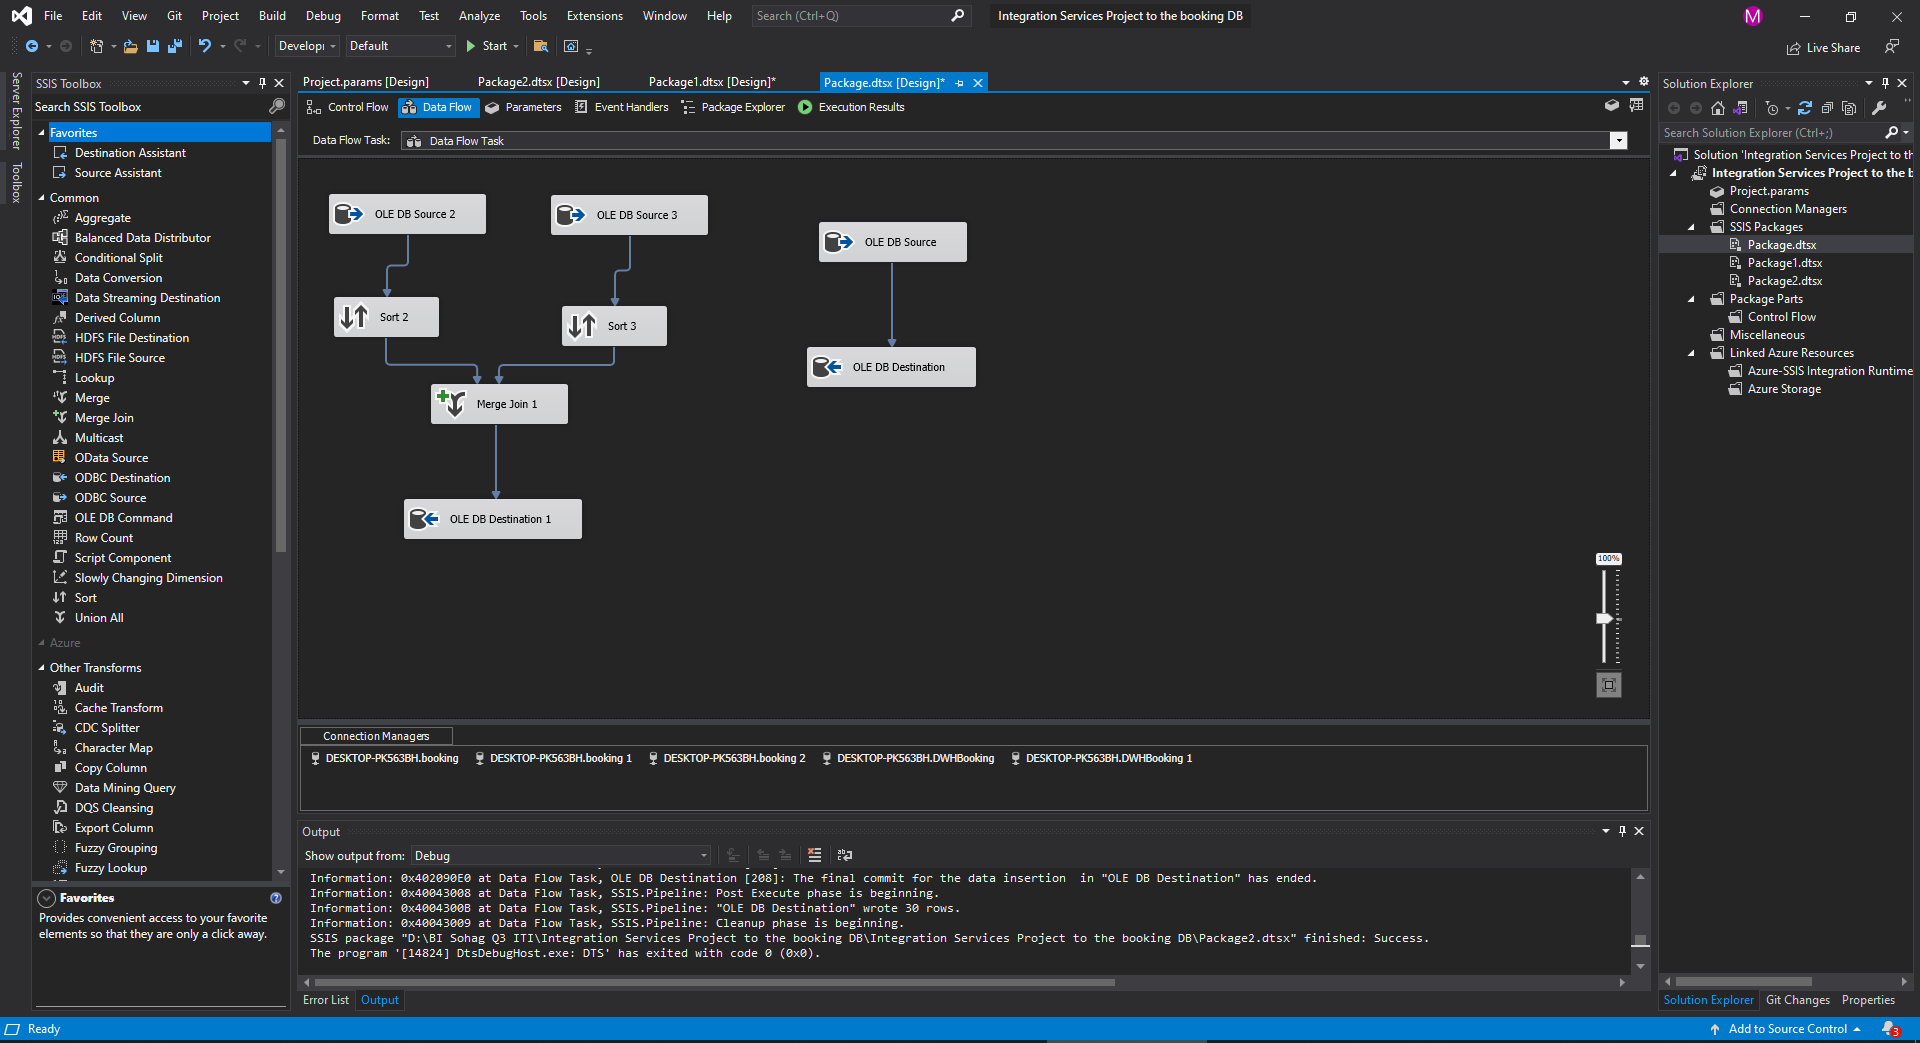 File Edit View Git Project Build Debug Format Test Analyze Tools Extensions Window Help Search (Ctrl+Q) Integration Services Project to the booking DB M
Developı Default Start Live Share
Server Explorer
Toolbox
SSIS Toolbox
Search SSIS Toolbox
Favorites
Destination Assistant
Source Assistant
Common
Aggregate
Balanced Data Distributor
Conditional Split
Data Conversion
Data Streaming Destination
Derived Column
HDFS File Destination
HDFS File Source
Lookup
Merge
Merge Join
Multicast
OData Source
ODBC Destination
ODBC Source
OLE DB Command
Row Count
Script Component
Slowly Changing Dimension
Sort
Union All
Azure
Other Transforms
Audit
Cache Transform
CDC Splitter
Character Map
Copy Column
Data Mining Query
DQS Cleansing
Export Column
Fuzzy Grouping
Fuzzy Lookup
Favorites
Provides convenient access to your favorite
elements so that they are only a click away.
Project.params [Design] Package2.dtsx [Design] Package1.dtsx [Design]* Package.dtsx [Design]*
Control Flow Data Flow Parameters Event Handlers Package Explorer Execution Results
Data Flow Task: Data Flow Task
OLE DB Source 2
OLE DB Source 3
OLE DB Source
Sort 2
Sort 3
OLE DB Destination
Merge Join 1
OLE DB Destination 1
100%
Connection Managers
DESKTOP-PK563BH.booking DESKTOP-PK563BH.booking 1 DESKTOP-PK563BH.booking 2 DESKTOP-PK563BH.DWHBooking DESKTOP-PK563BH.DWHBooking 1
Output
Show output from: Debug
Information: 0x402090E0 at Data Flow Task, OLE DB Destination [208]: The final commit for the data insertion  in "OLE DB Destination" has ended.
Information: 0x40043008 at Data Flow Task, SSIS.Pipeline: Post Execute phase is beginning.
Information: 0x4004300B at Data Flow Task, SSIS.Pipeline: "OLE DB Destination" wrote 30 rows.
Information: 0x40043009 at Data Flow Task, SSIS.Pipeline: Cleanup phase is beginning.
SSIS package "D:\BI Sohag Q3 ITI\Integration Services Project to the booking DB\Integration Services Project to the booking DB\Package2.dtsx" finished: Success.
The program '[14824] DtsDebugHost.exe: DTS' has exited with code 0 (0x0).
Error List Output
Solution Explorer
Search Solution Explorer (Ctrl+;)
Solution 'Integration Services Project to th
Integration Services Project to the b
Project.params
Connection Managers
SSIS Packages
Package.dtsx
Package1.dtsx
Package2.dtsx
Package Parts
Control Flow
Miscellaneous
Linked Azure Resources
Azure-SSIS Integration Runtime
Azure Storage
Solution Explorer Git Changes Properties
Ready Add to Source Control 3